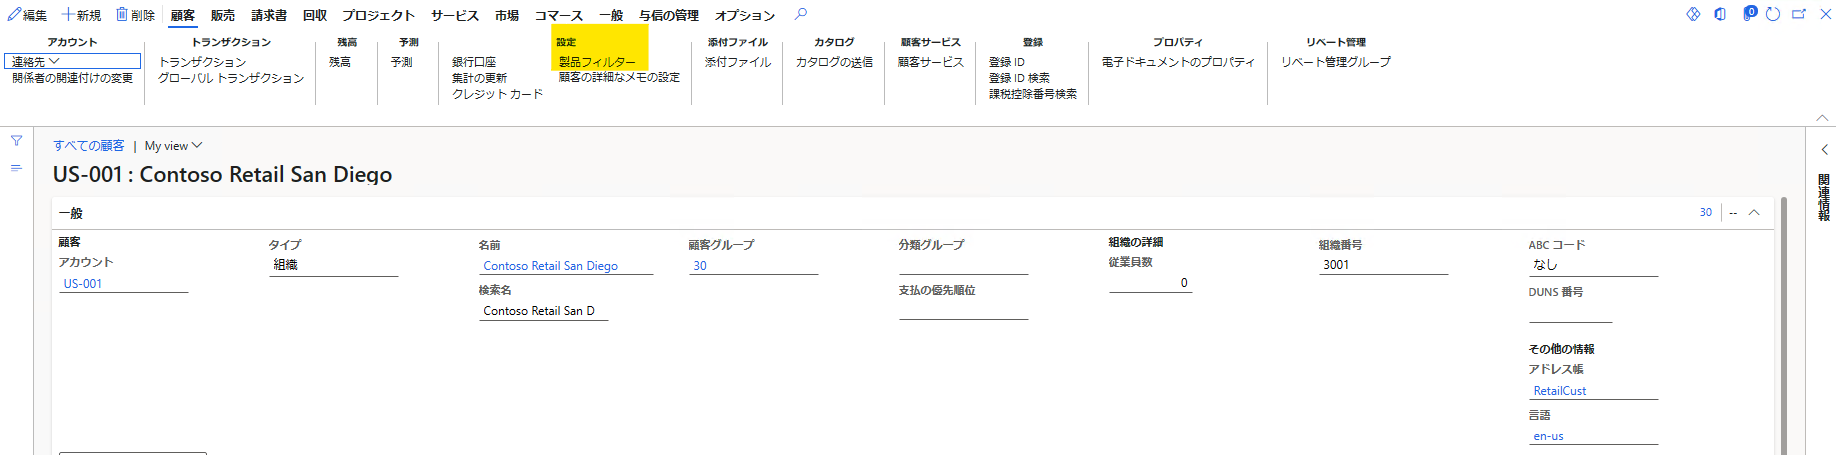 編集 新規 削除 顧客 販売 請求書 回収 プロジェクト サービス 市場 コマース 一般 与信の管理 オプション 0
アカウント
連絡先
関係者の関連付けの変更
トランザクション
トランザクション
グローバル トランザクション
残高
残高
予測
予測
設定
銀行口座
集計の更新
クレジット カード
製品フィルター
顧客の詳細なメモの設定
添付ファイル
添付ファイル
カタログ
カタログの送信
顧客サービス
顧客サービス
登録
登録 ID
登録 ID 検索
課税控除番号検索
プロパティ
電子ドキュメントのプロパティ
リベート管理
リベート管理グループ
すべての顧客 | My view
US-001 : Contoso Retail San Diego
一般 30 --
顧客
アカウント
US-001
タイプ
組織
名前
Contoso Retail San Diego
検索名
Contoso Retail San D
顧客グループ
30
分類グループ
支払の優先順位
組織の詳細
従業員数
0
組織番号
3001
ABC コード
なし
DUNS 番号
その他の情報
アドレス帳
RetailCust
言語
en-us
関連情報